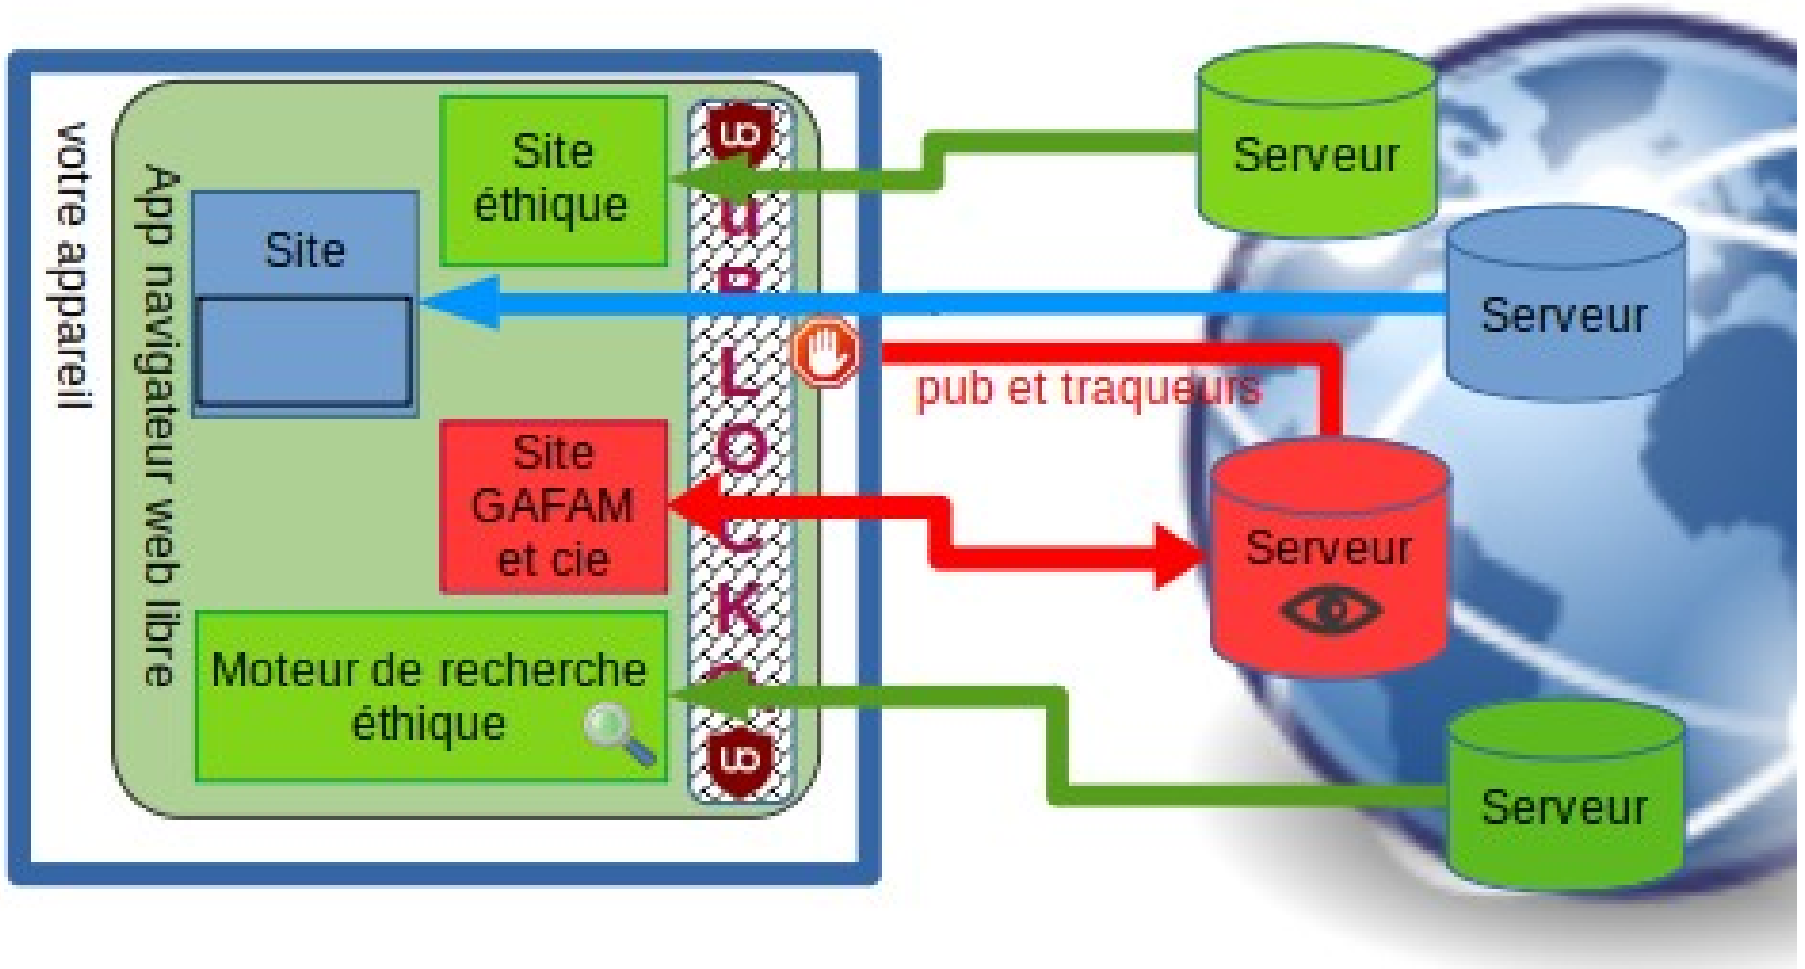 votre appareil
App navigateur web libre
Site
éthique
Site
Site
GAFAM
et cie
Moteur de recherche
éthique
u
B
L
O
C
K
Serveur
Serveur
pub et traqueurs
Serveur
Serveur